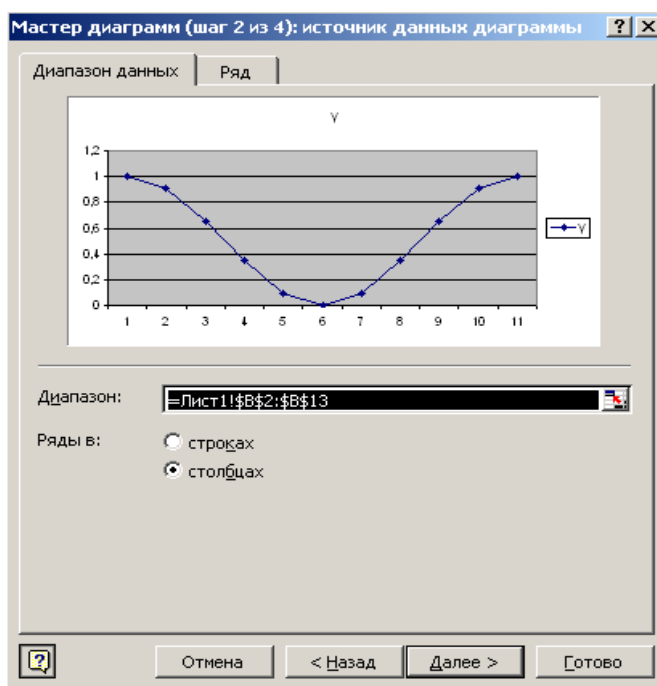 Мастер диаграмм (шаг 2 из 4): источник данных диаграммы
Диапазон данных Ряд
Y
1,2
1
0,8
0,6
0,4
0,2
0
1 2 3 4 5 6 7 8 9 10 11
Y
Диапазон: =Лист1!$B$2:$B$13
Ряды в: строках
столбцах
Отмена < Назад Далее > Готово